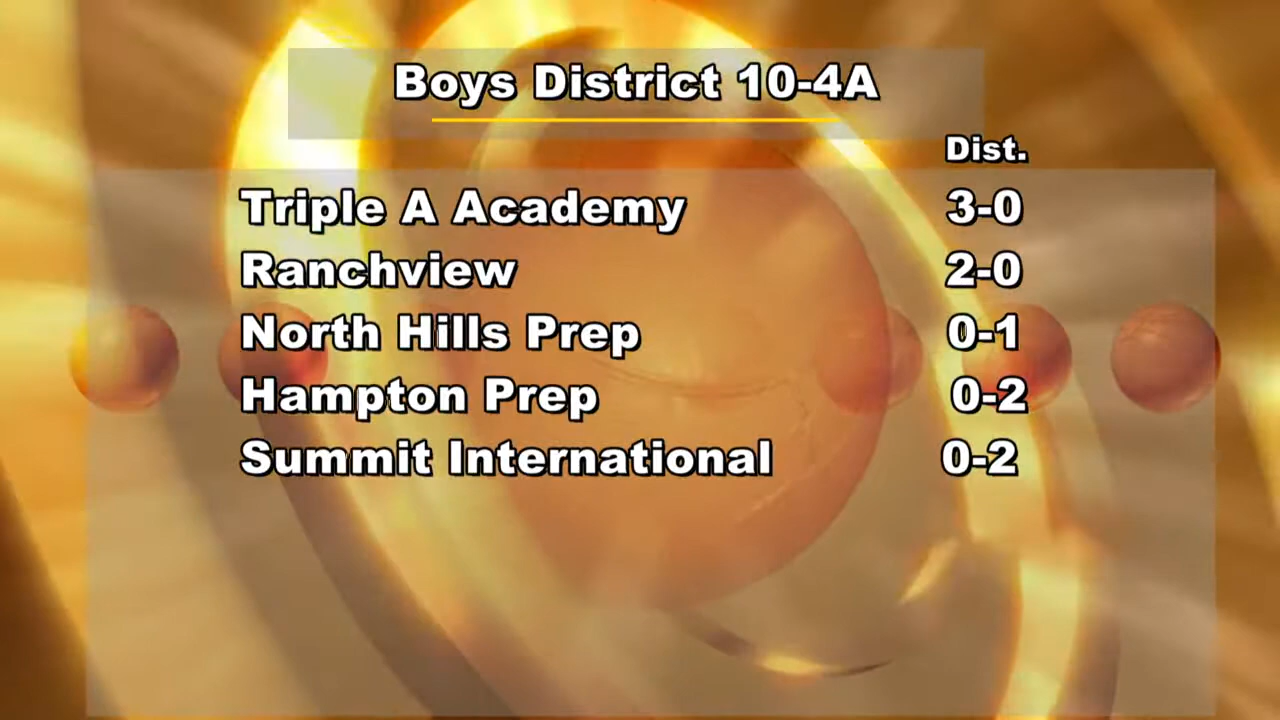 Boys District 10-4A
Dist.
Triple A Academy 3-0
Ranchview 2-0
North Hills Prep 0-1
Hampton Prep 0-2
Summit International 0-2